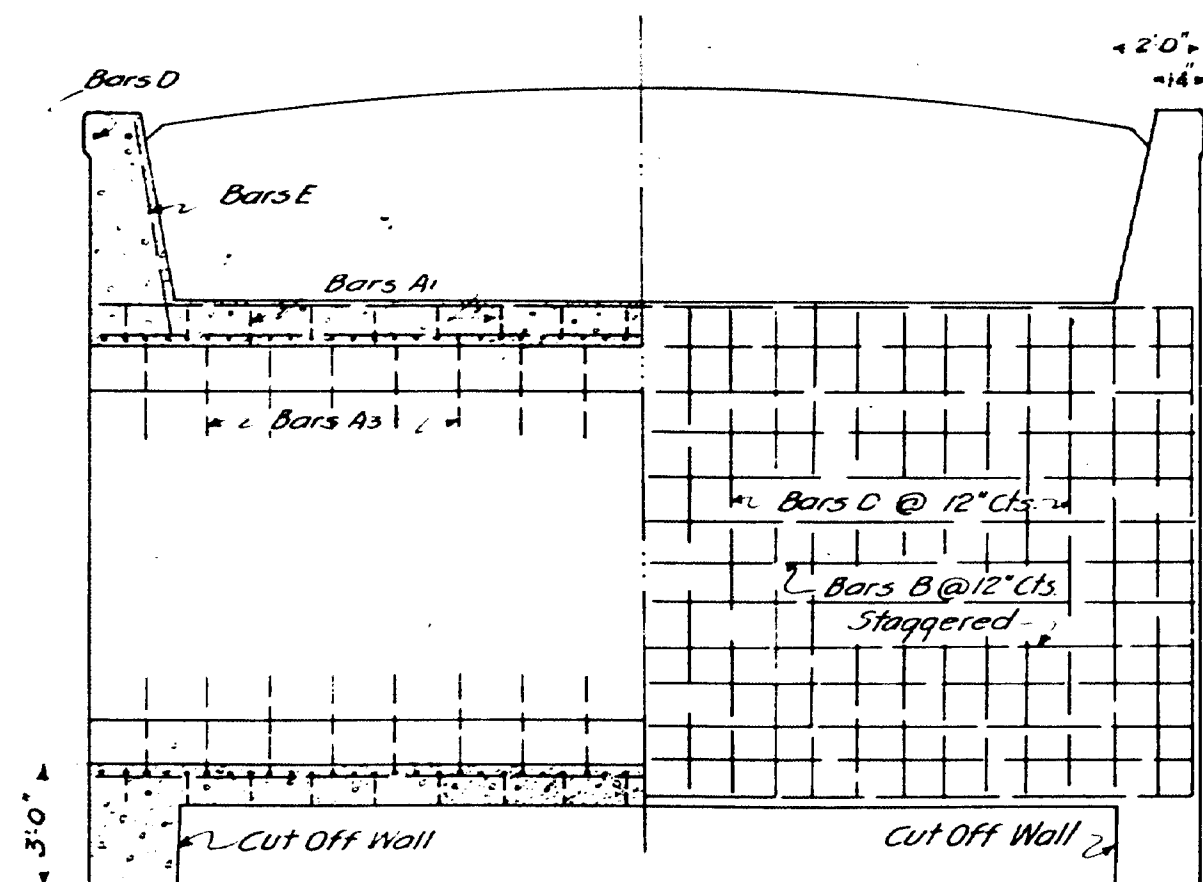 2'0"
14"
Bars D
Bars E
Bars A1
Bars A3
Bars C @ 12" Cts.
Bars B @ 12" Cts.
Staggered
3'0"
Cut Off Wall
Cut Off Wall